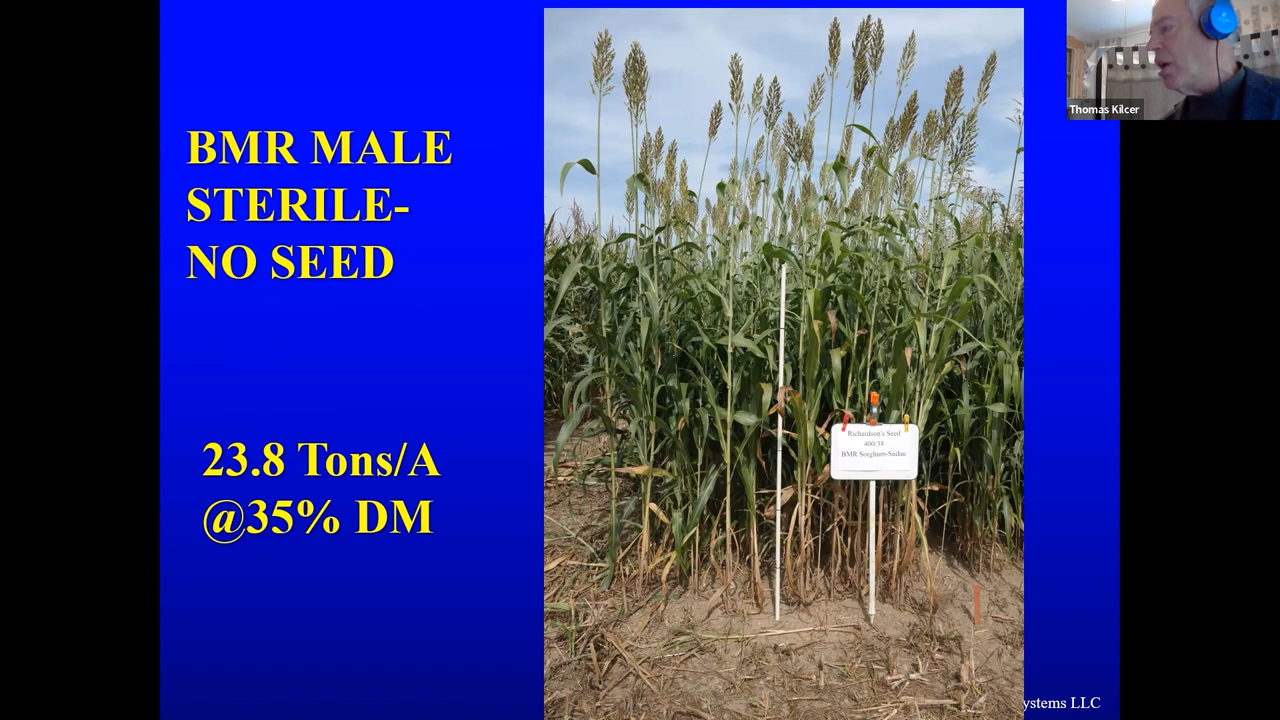 BMR MALE
STERILE-
NO SEED
23.8 Tons/A
@35% DM
Richardson's Seed
400/38
BMR Sorghum-Sudan
Thomas Kilcer
ystems LLC